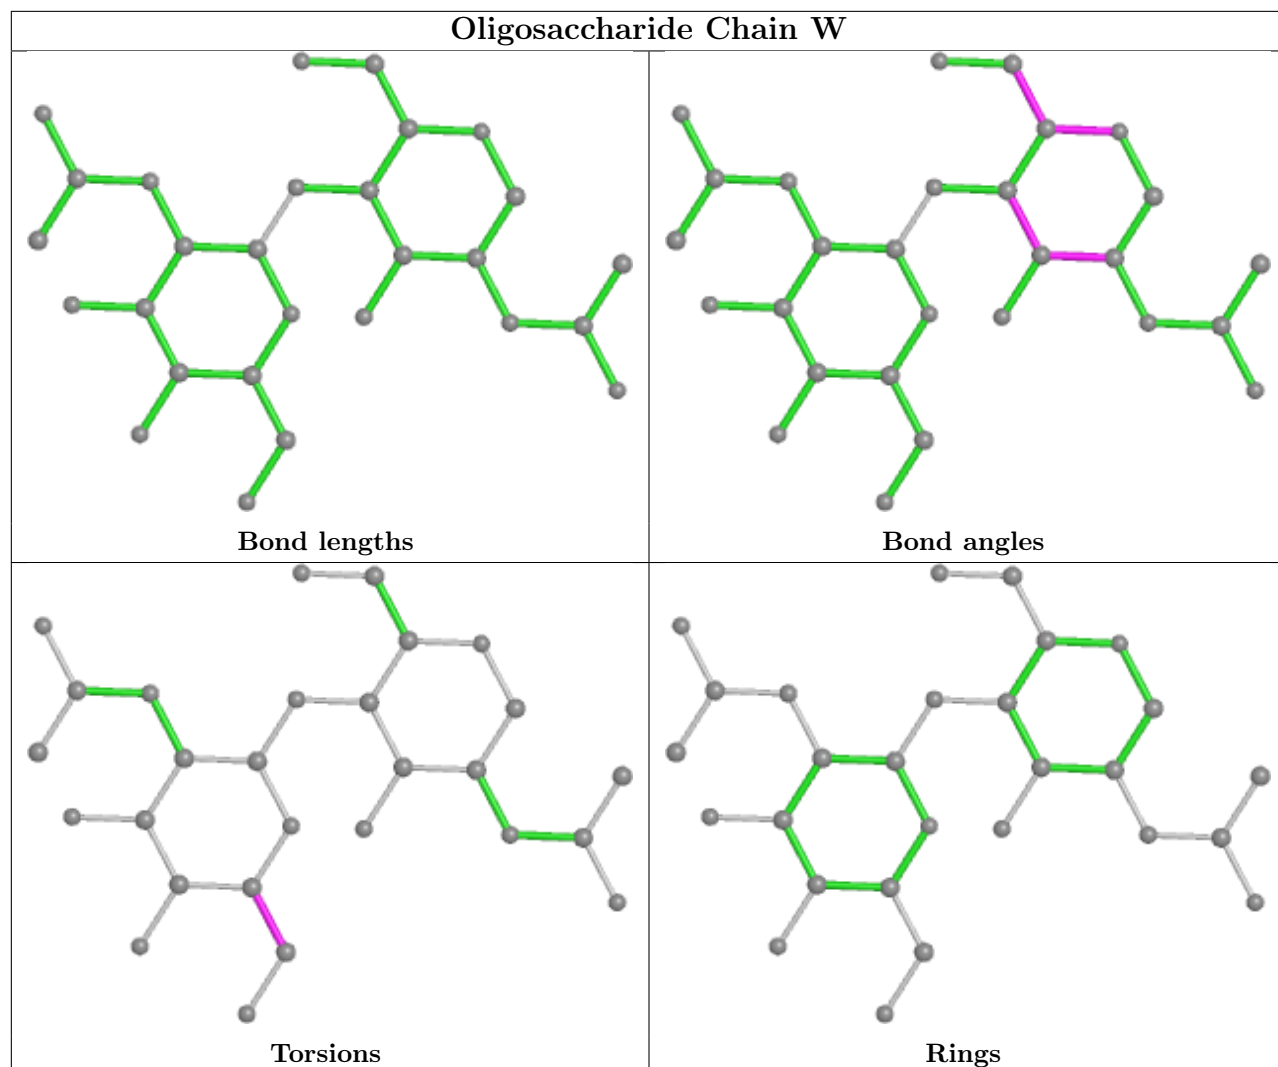 Oligosaccharide Chain W
Bond lengths
Bond angles
Torsions
Rings